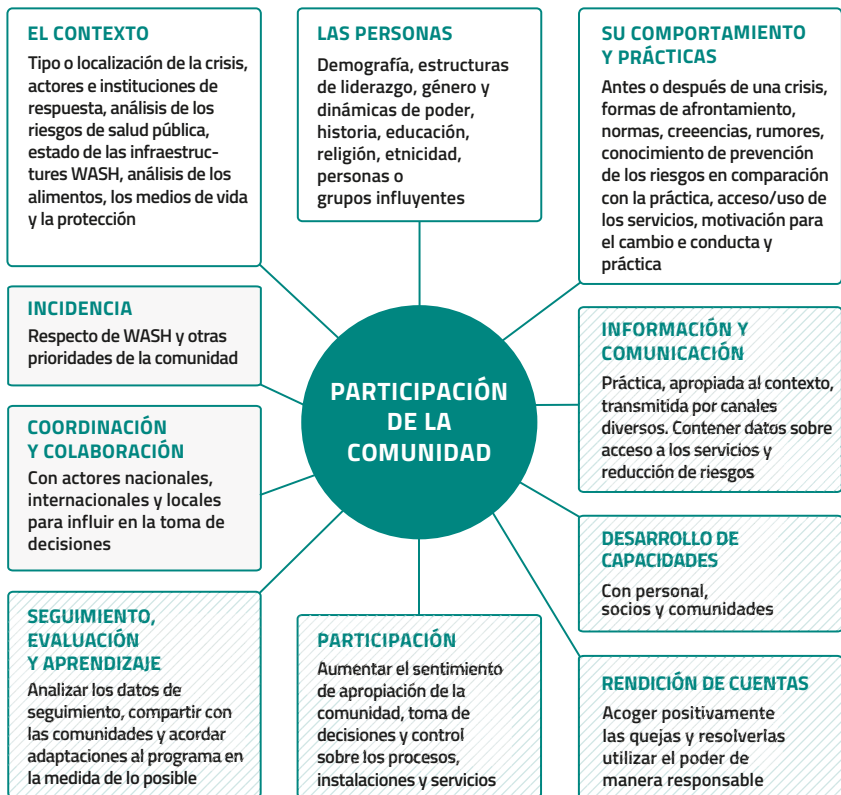 EL CONTEXTO
Tipo o localización de la crisis,
actores e instituciones de
respuesta, análisis de los
riesgos de salud pública,
estado de las infraestruc-
tures WASH, análisis de los
alimentos, los medios de vida
y la protección
LAS PERSONAS
Demografía, estructuras
de liderazgo, género y
dinámicas de poder,
historia, educación,
religión, etnicidad,
personas o
grupos influyentes
SU COMPORTAMIENTO
Y PRÁCTICAS
Antes o después de una crisis,
formas de afrontamiento,
normas, creeencias, rumores,
conocimiento de prevención
de los riesgos en comparación
con la práctica, acceso/uso de
los servicios, motivación para
el cambio e conducta y
práctica
INCIDENCIA
Respecto de WASH y otras
prioridades de la comunidad
PARTICIPACIÓN
DE LA
COMUNIDAD
INFORMACIÓN Y
COMUNICACIÓN
Práctica, apropiada al contexto,
transmitida por canales
diversos. Contener datos sobre
acceso a los servicios y
reducción de riesgos
COORDINACIÓN
Y COLABORACIÓN
Con actores nacionales,
internacionales y locales
para influir en la toma de
decisiones
DESARROLLO DE
CAPACIDADES
Con personal,
socios y comunidades
SEGUIMIENTO,
EVALUACIÓN
Y APRENDIZAJE
Analizar los datos de
seguimiento, compartir con
las comunidades y acordar
adaptaciones al programa en
la medida de lo posible
PARTICIPACIÓN
Aumentar el sentimiento
de apropiación de la
comunidad, toma de
decisiones y control
sobre los procesos,
instalaciones y servicios
RENDICIÓN DE CUENTAS
Acoger positivamente
las quejas y resolverlas
utilizar el poder de
manera responsable